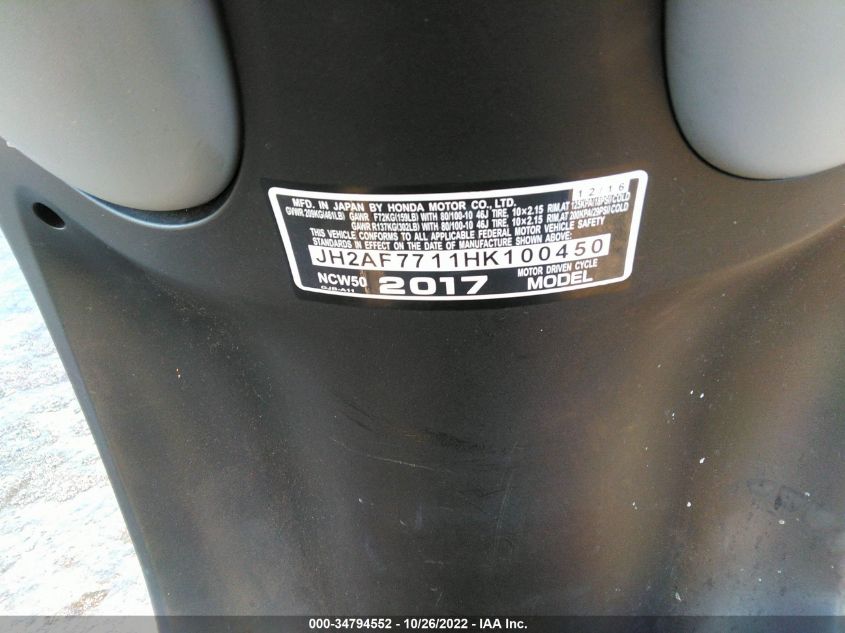 MFD. IN JAPAN BY HONDA MOTOR CO., LTD. 12/16
GVWR 209KG(461LB) GAWR F72KG(159LB) WITH 80/100-10 46J TIRE, 10×2.15 RIM,AT 125KPA(18PSI)COLD
GAWR R137KG(302LB) WITH 80/100-10 46J TIRE, 10×2.15 RIM,AT 200KPA(29PSI)COLD
THIS VEHICLE CONFORMS TO ALL APPLICABLE FEDERAL MOTOR VEHICLE SAFETY
STANDARDS IN EFFECT ON THE DATE OF MANUFACTURE SHOWN ABOVE.
JH2AF7711HK100450
NCW50 2017 MOTOR DRIVEN CYCLE
GJB-A11 MODEL
000-34794552 / 10/26/2022 - IAA Inc.